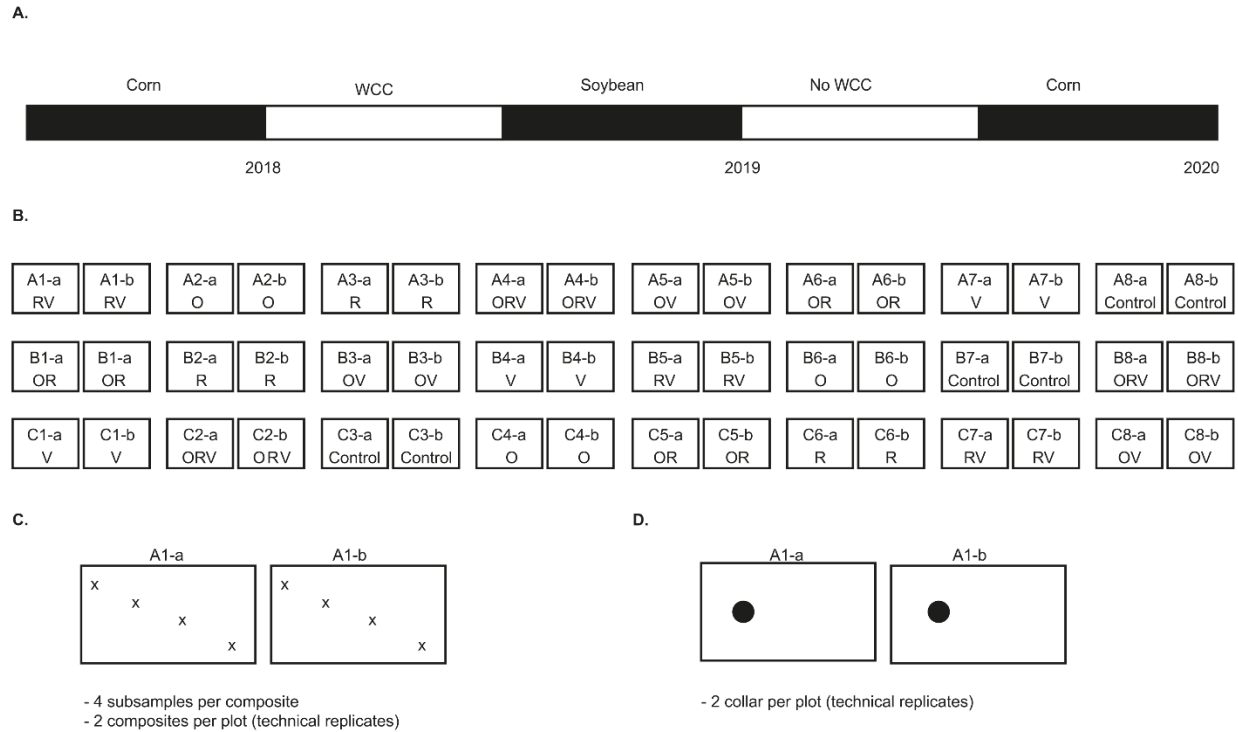 A.
Corn WCC Soybean No WCC Corn
2018 2019 2020
B.
A1-a A1-b A2-a A2-b A3-a A3-b A4-a A4-b A5-a A5-b A6-a A6-b A7-a A7-b A8-a A8-b
RV RV O O R R ORV ORV OV OV OR OR V V Control Control
B1-a B1-a B2-a B2-b B3-a B3-b B4-a B4-b B5-a B5-b B6-a B6-b B7-a B7-b B8-a B8-b
OR OR R R OV OV V V RV RV O O Control Control ORV ORV
C1-a C1-b C2-a C2-b C3-a C3-b C4-a C4-b C5-a C5-b C6-a C6-b C7-a C7-b C8-a C8-b
V V ORV ORV Control Control O O OR OR R R RV RV OV OV
C.
A1-a A1-b
x x
x x
x x
x x
- 4 subsamples per composite
- 2 composites per plot (technical replicates)
D.
A1-a A1-b
- 2 collar per plot (technical replicates)